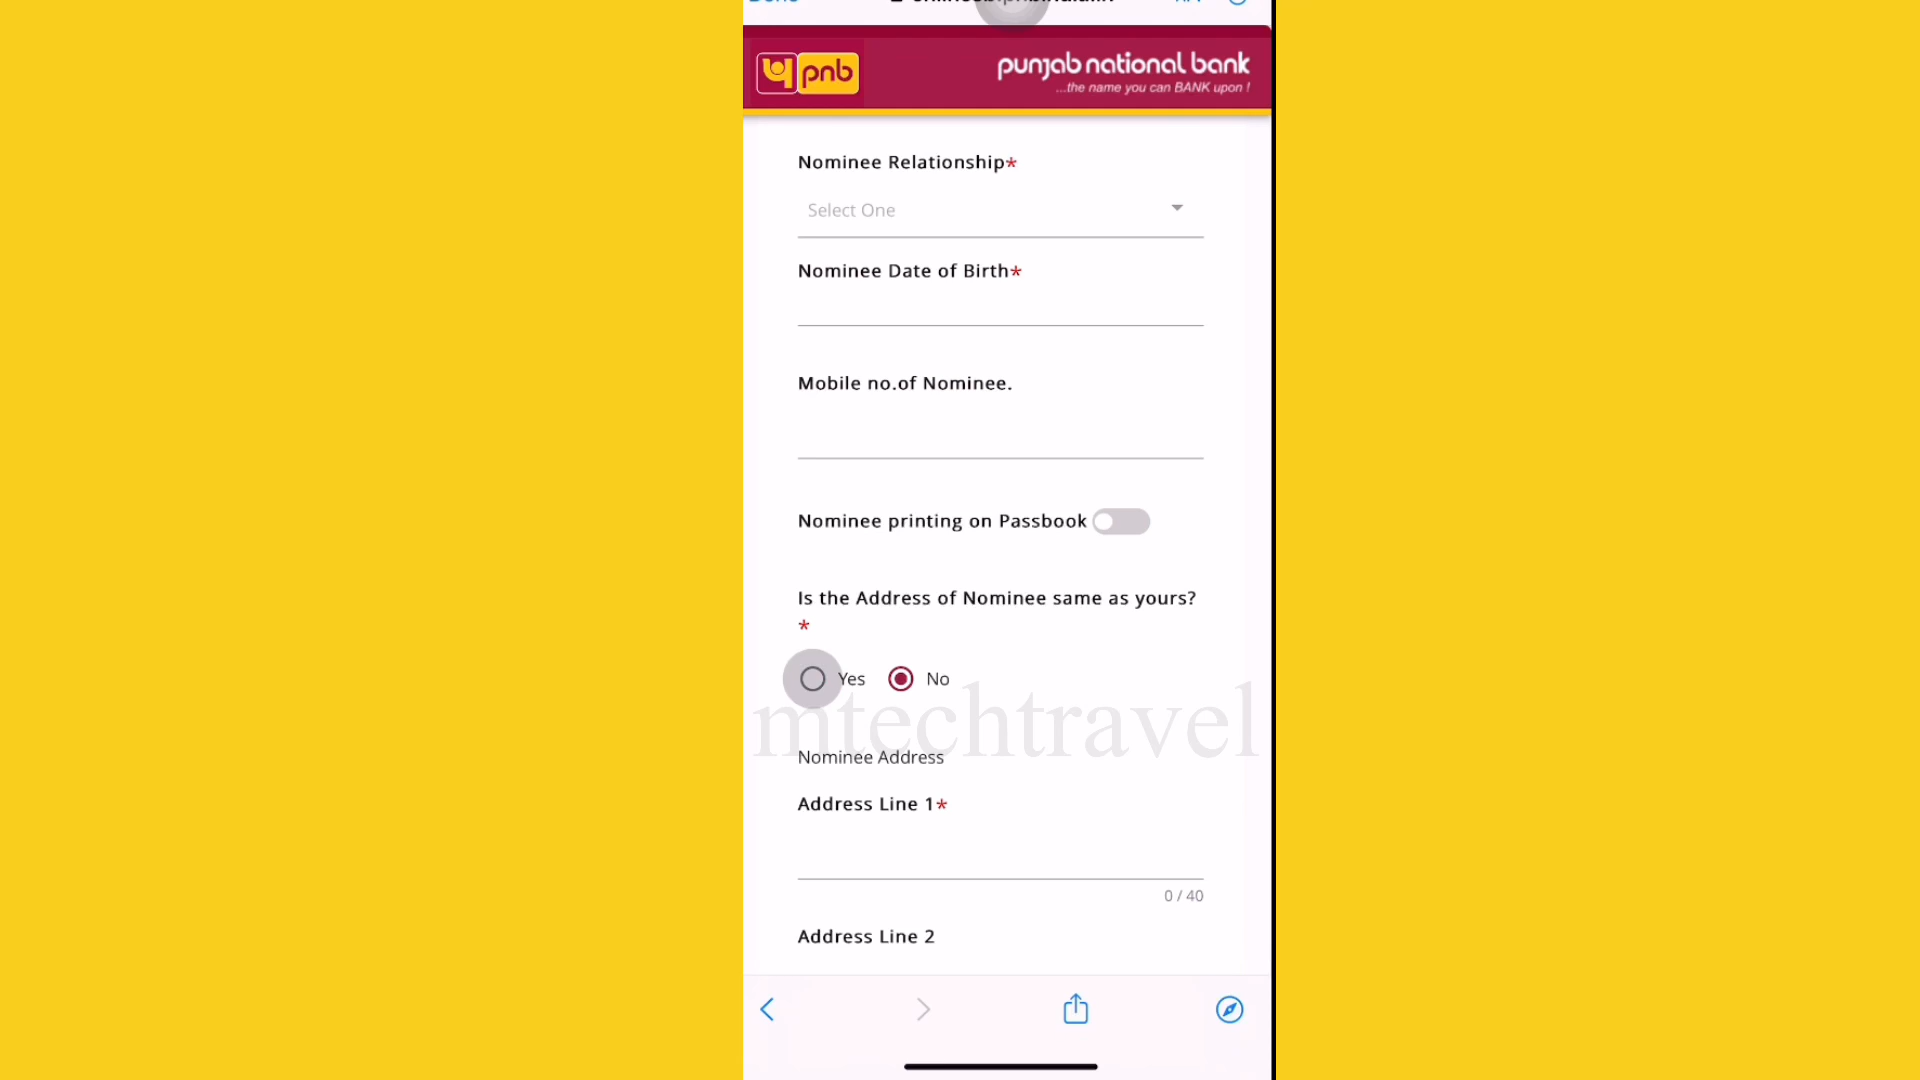 Done
प pnb
punjab national bank
...the name you can BANK upon !
Nominee Relationship*
Select One
Nominee Date of Birth*
Mobile no.of Nominee.
Nominee printing on Passbook
Is the Address of Nominee same as yours?
*
Yes No
mtechtravel
Nominee Address
Address Line 1*
0 / 40
Address Line 2